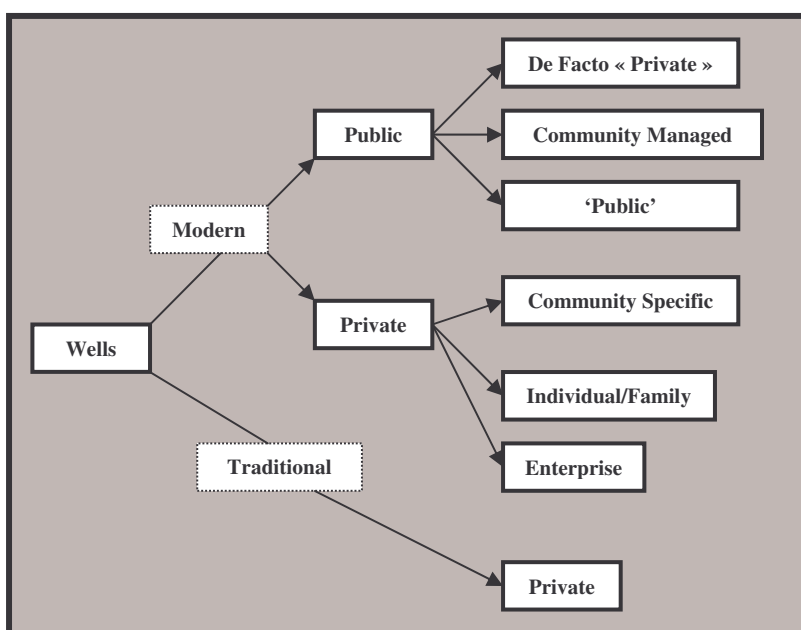 De Facto « Private »
Public
Community Managed
‘Public’
Modern
Community Specific
Private
Wells
Individual/Family
Traditional
Enterprise
Private